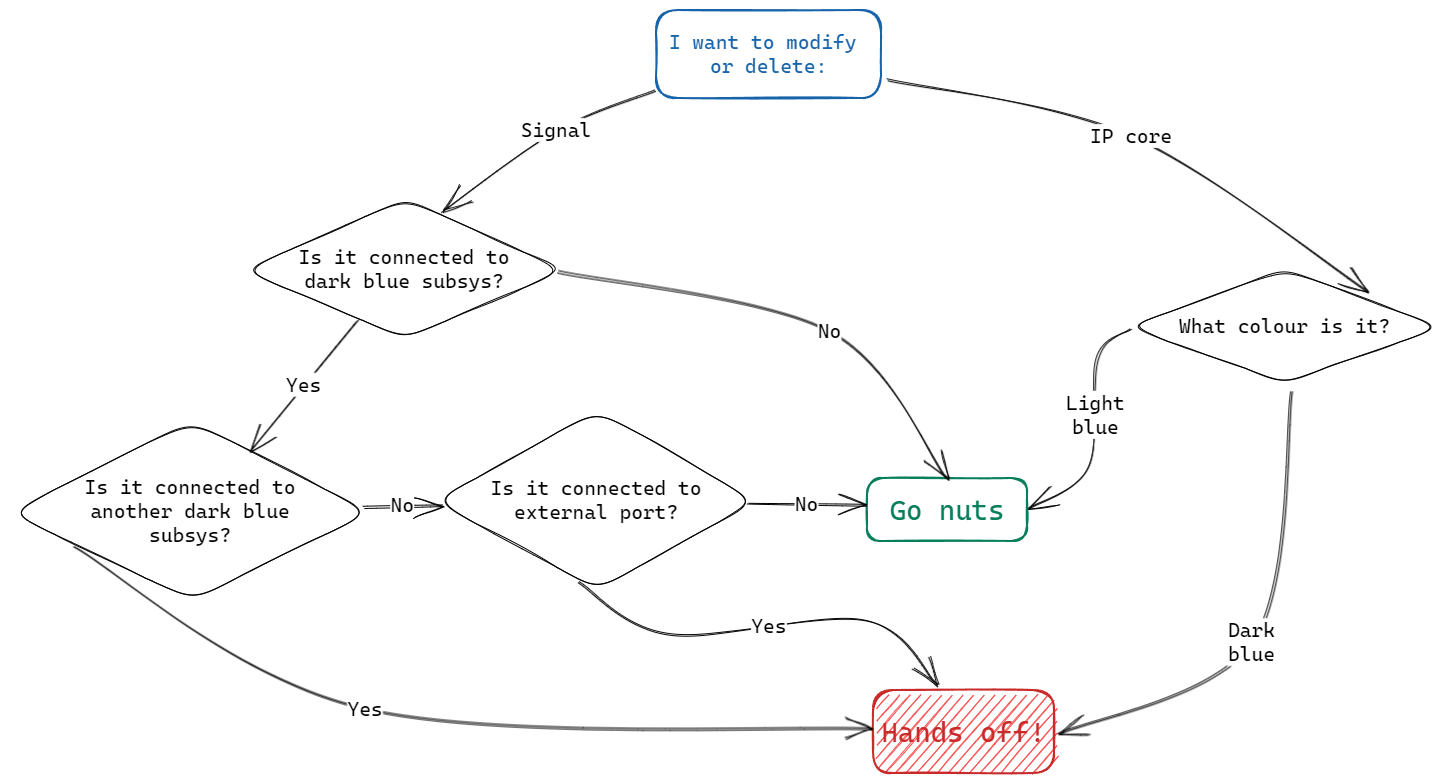 I want to modify
or delete:
Signal
IP core
Is it connected to
dark blue subsys?
What colour is it?
No
Yes
Light
blue
Is it connected to
another dark blue
subsys?
No
Is it connected to
external port?
No
Go nuts
Yes
Dark
blue
Yes
Hands off!